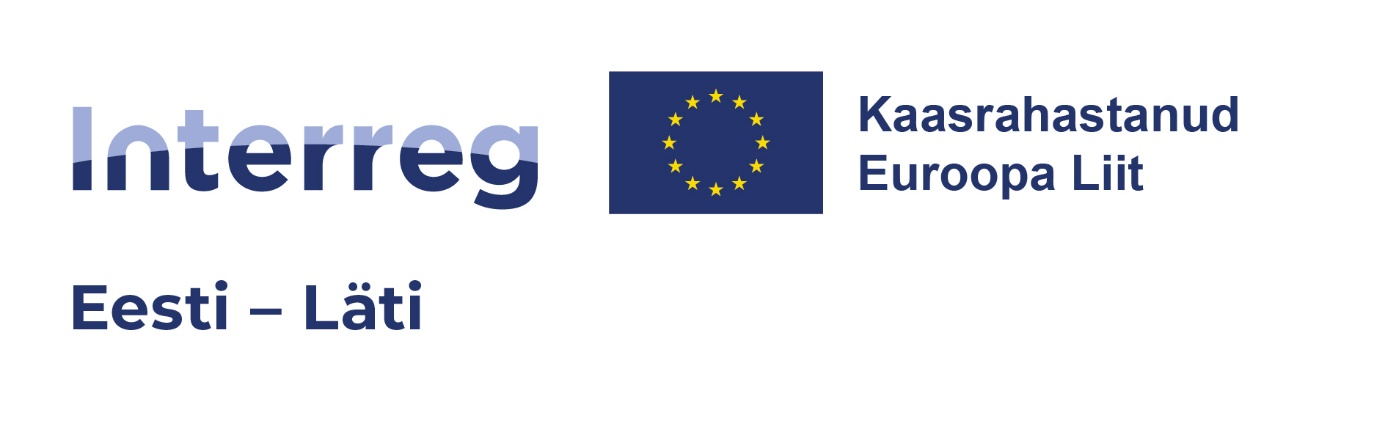 Interreg
Kaasrahastanud
Euroopa Liit
Eesti – Läti